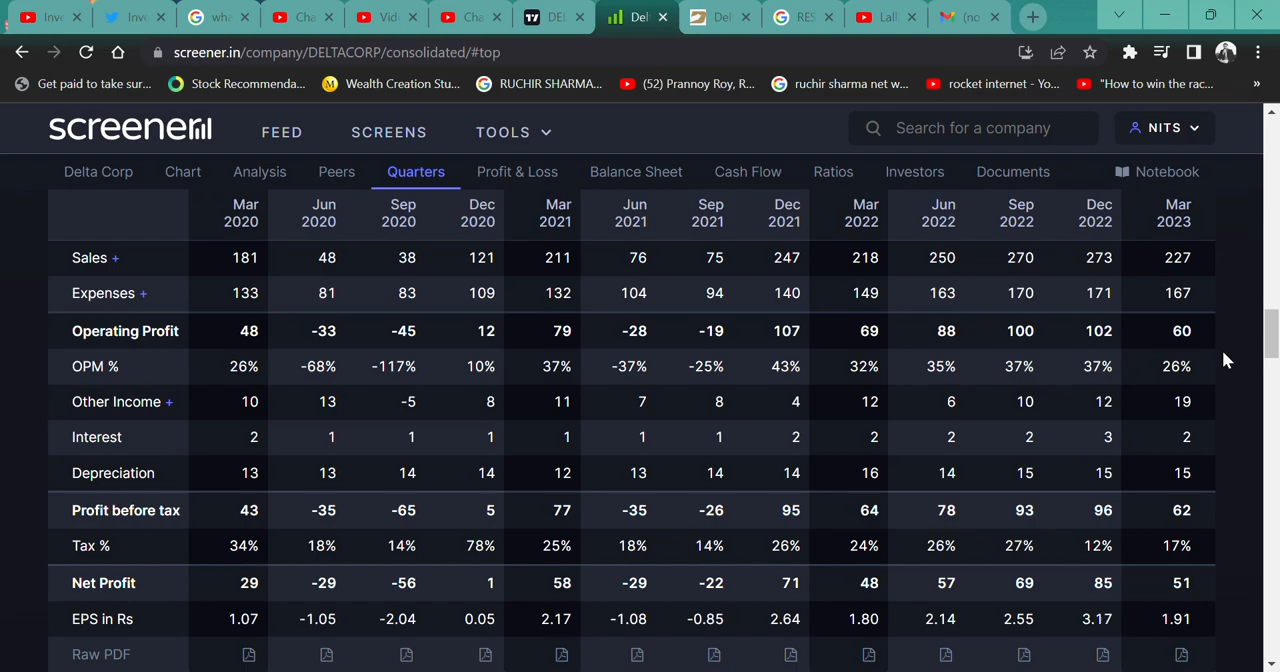 Inve Inve wha Cha Vide Cha DEL Del Del RES Lall (no
screener.in/company/DELTACORP/consolidated/#top
Get paid to take sur... Stock Recommenda... M Wealth Creation Stu... RUCHIR SHARMA... (52) Prannoy Roy, R... ruchir sharma net w... rocket internet - Yo... "How to win the rac... »
screener FEED SCREENS TOOLS Search for a company NITS
Delta Corp Chart Analysis Peers Quarters Profit & Loss Balance Sheet Cash Flow Ratios Investors Documents Notebook
Mar Jun Sep Dec Mar Jun Sep Dec Mar Jun Sep Dec Mar
2020 2020 2020 2020 2021 2021 2021 2021 2022 2022 2022 2022 2023
Sales + 181 48 38 121 211 76 75 247 218 250 270 273 227
Expenses + 133 81 83 109 132 104 94 140 149 163 170 171 167
Operating Profit 48 -33 -45 12 79 -28 -19 107 69 88 100 102 60
OPM % 26% -68% -117% 10% 37% -37% -25% 43% 32% 35% 37% 37% 26%
Other Income + 10 13 -5 8 11 7 8 4 12 6 10 12 19
Interest 2 1 1 1 1 1 1 2 2 2 2 3 2
Depreciation 13 13 14 14 12 13 14 14 16 14 15 15 15
Profit before tax 43 -35 -65 5 77 -35 -26 95 64 78 93 96 62
Tax % 34% 18% 14% 78% 25% 18% 14% 26% 24% 26% 27% 12% 17%
Net Profit 29 -29 -56 1 58 -29 -22 71 48 57 69 85 51
EPS in Rs 1.07 -1.05 -2.04 0.05 2.17 -1.08 -0.85 2.64 1.80 2.14 2.55 3.17 1.91
Raw PDF